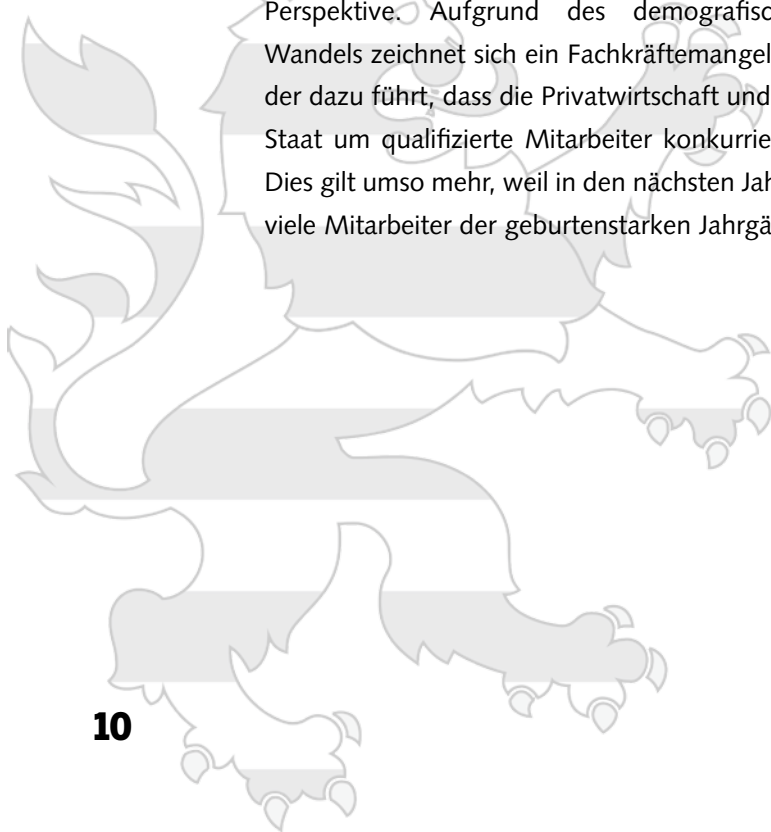 Perspektive. Aufgrund des demografisc
Wandels zeichnet sich ein Fachkräftemangel
der dazu führt, dass die Privatwirtschaft und
Staat um qualifizierte Mitarbeiter konkurrie
Dies gilt umso mehr, weil in den nächsten Jah
viele Mitarbeiter der geburtenstarken Jahrgä
10